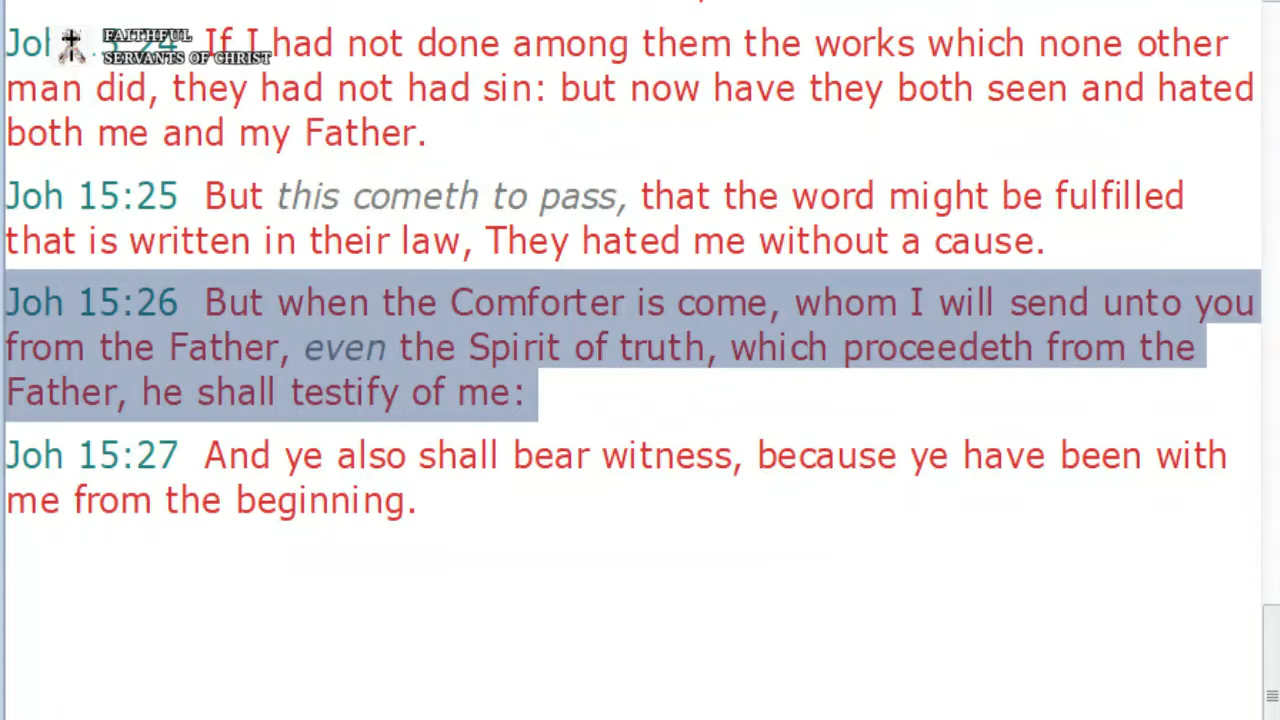 FAITHFUL
SERVANTS OF CHRIST
If I had not done among them the works which none other
man did, they had not had sin: but now have they both seen and hated
both me and my Father.
Joh 15:25 But this cometh to pass, that the word might be fulfilled
that is written in their law, They hated me without a cause.
Joh 15:26 But when the Comforter is come, whom I will send unto you
from the Father, even the Spirit of truth, which proceedeth from the
Father, he shall testify of me:
Joh 15:27 And ye also shall bear witness, because ye have been with
me from the beginning.